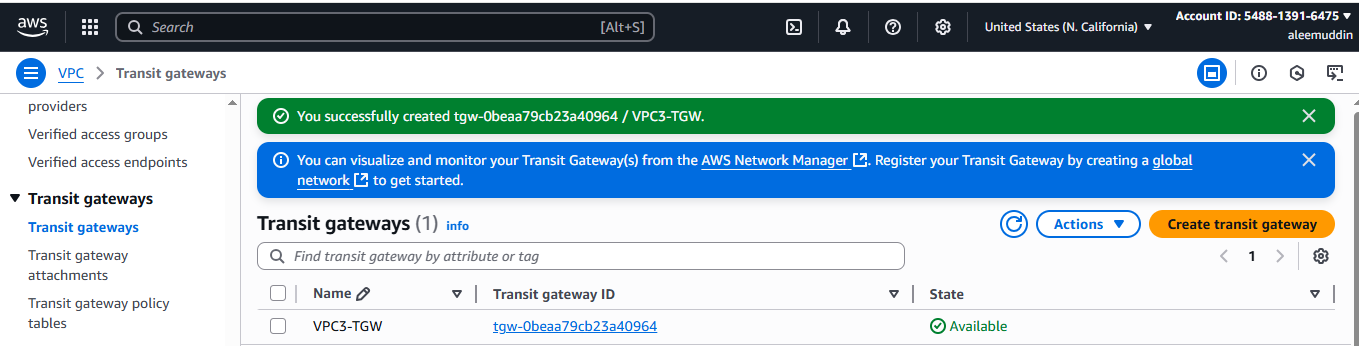 aws
Search
[Alt+S]
United States (N. California)
Account ID: 5488-1391-6475
aleemuddin
VPC
Transit gateways
providers
Verified access groups
Verified access endpoints
Transit gateways
Transit gateways
Transit gateway
attachments
Transit gateway policy
tables
You successfully created tgw-0beaa79cb23a40964 / VPC3-TGW.
You can visualize and monitor your Transit Gateway(s) from the AWS Network Manager. Register your Transit Gateway by creating a global
network to get started.
Transit gateways (1) info
Actions
Create transit gateway
Find transit gateway by attribute or tag
1
Name
Transit gateway ID
State
VPC3-TGW
tgw-0beaa79cb23a40964
Available